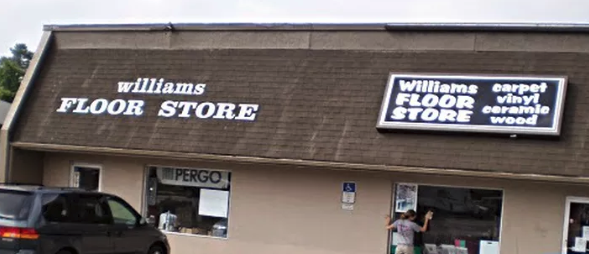 williams
FLOOR STORE
Williams
FLOOR
STORE
carpet
vinyl
ceramic
wood
PERGO